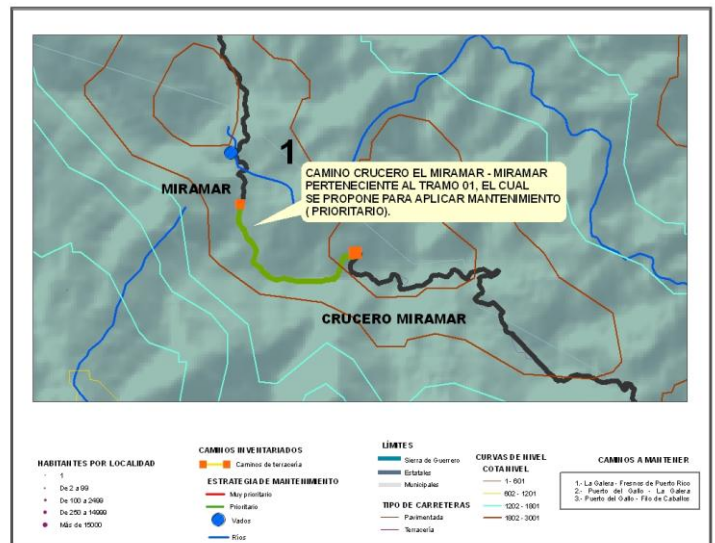 1
CAMINO CRUCERO EL MIRAMAR - MIRAMAR
PERTENECIENTE AL TRAMO 01, EL CUAL
SE PROPONE PARA APLICAR MANTENIMIENTO
( PRIORITARIO).
MIRAMAR
CRUCERO MIRAMAR
HABITANTES POR LOCALIDAD
1
De 2 a 99
De 100 a 2499
De 250 a 14999
Más de 15000
CAMINOS INVENTARIADOS
Caminos de terracería
ESTRATEGIA DE MANTENIMIENTO
Muy prioritario
Prioritario
Vados
Ríos
LÍMITES
Sierra de Guerrero
Estatales
Municipales
TIPO DE CARRETERAS
Pavimentada
Terracería
CURVAS DE NIVEL
COTA NIVEL
1 - 601
602 - 1201
1202 - 1801
1802 - 3001
CAMINOS A MANTENER
1.- La Galera - Fresnos de Puerto Rico
2.- Puerto del Gallo - La Galera
3.- Puerto del Gallo - Filo de Caballos